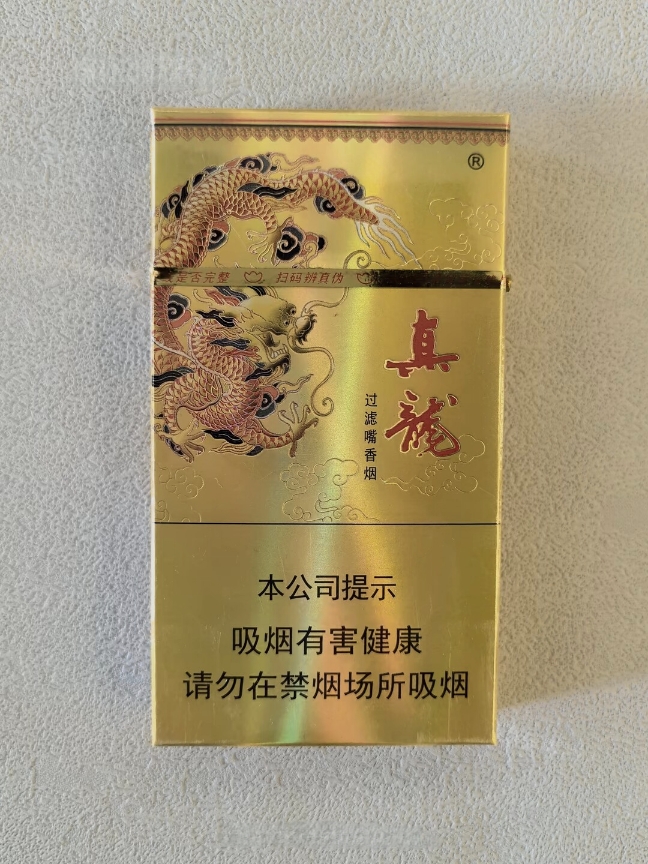 ®
是否完整 扫码辨真伪
真龍
过滤嘴香烟
本公司提示
吸烟有害健康
请勿在禁烟场所吸烟